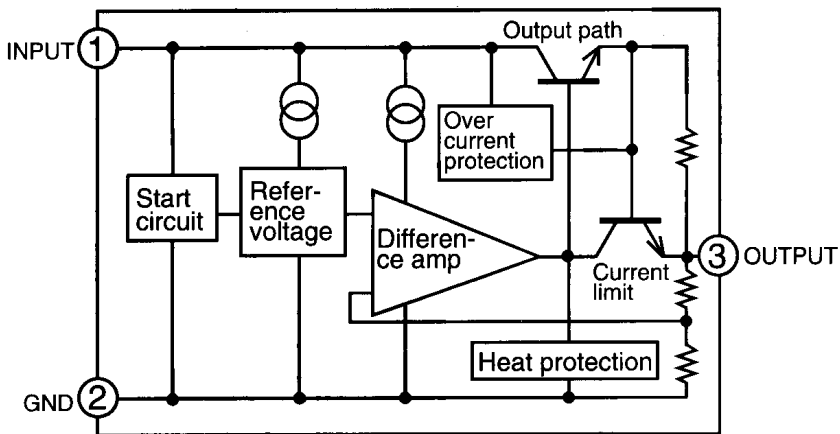 INPUT
1
Output path
Over
current
protection
Start
circuit
Refer-
ence
voltage
Differen-
ce amp
Current
limit
3
OUTPUT
Heat protection
GND
2